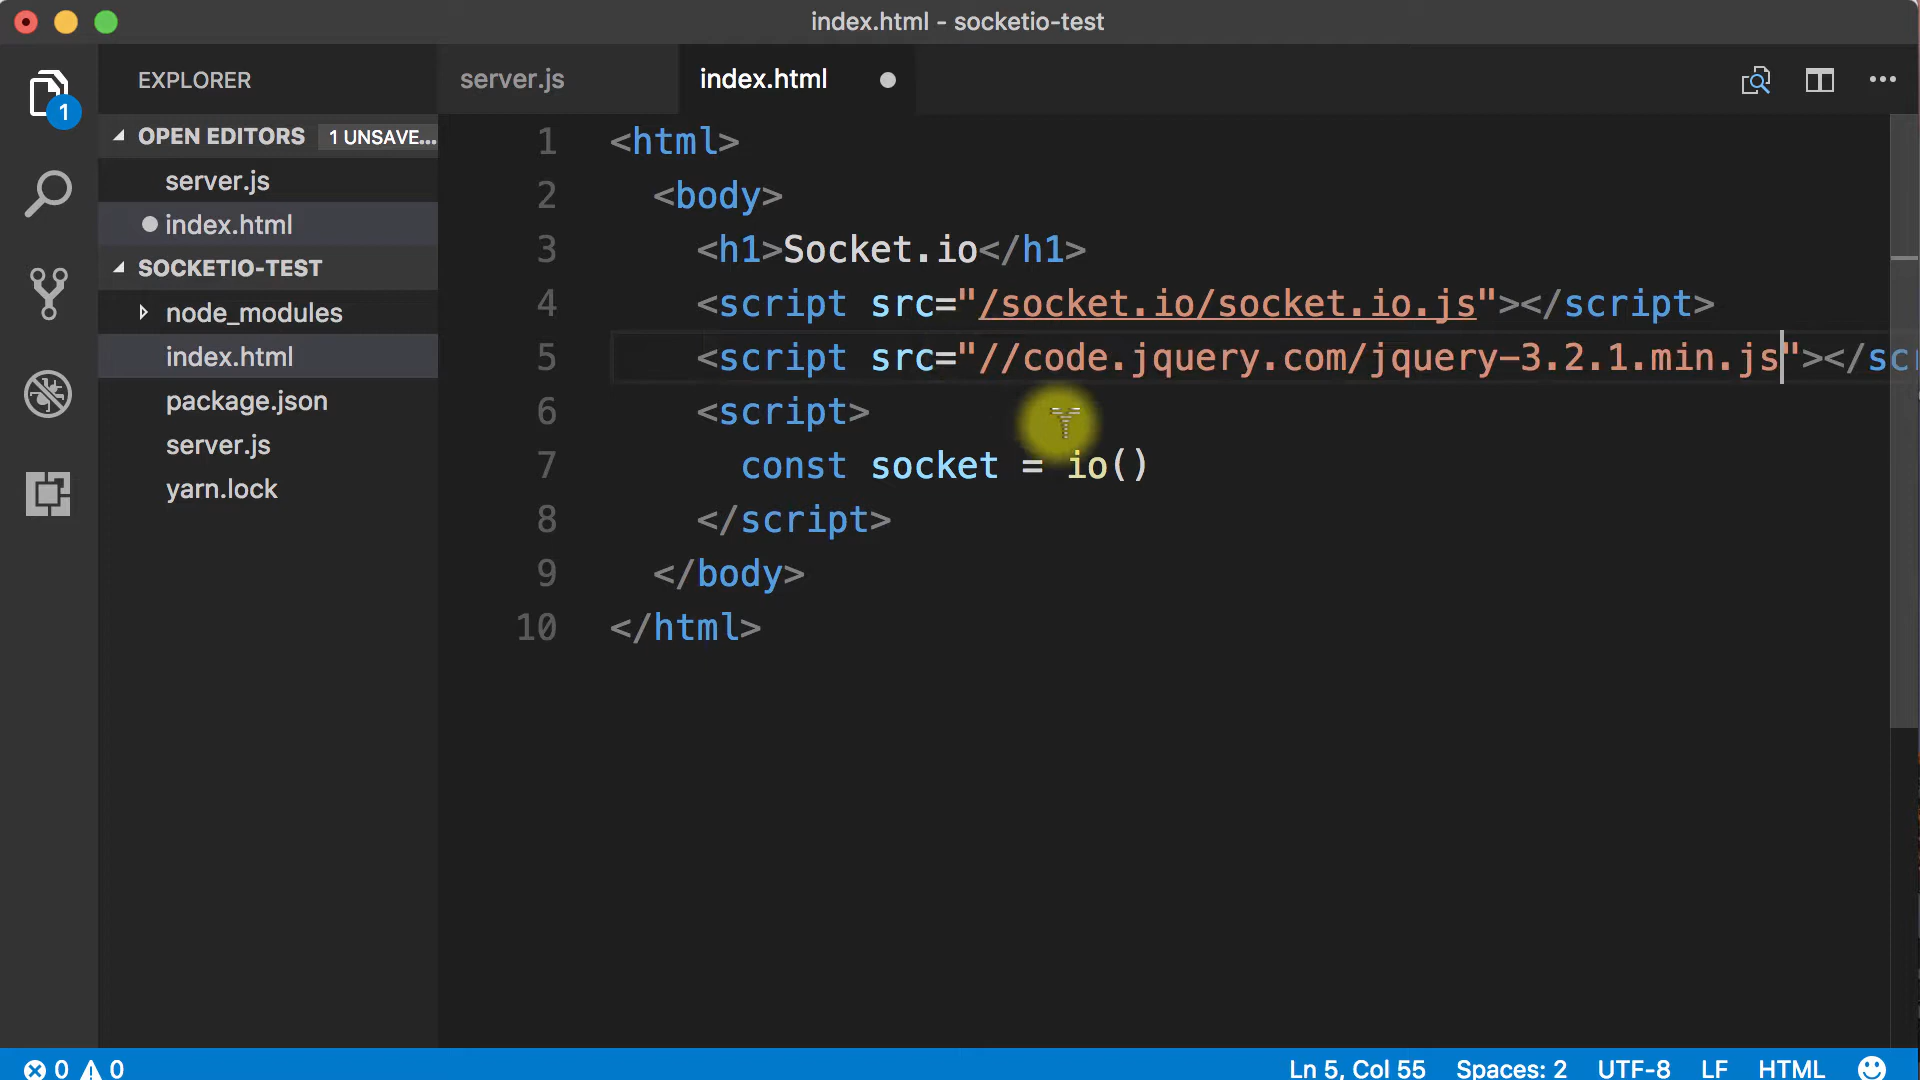 index.html - socketio-test
EXPLORER
server.js
index.html
1
OPEN EDITORS 1 UNSAVE...
server.js
index.html
SOCKETIO-TEST
node_modules
index.html
package.json
server.js
yarn.lock
1 <html>
2 <body>
3 <h1>Socket.io</h1>
4 <script src="/socket.io/socket.io.js"></script>
5 <script src="//code.jquery.com/jquery-3.2.1.min.js"></scr
6 <script>
7 const socket = io()
8 </script>
9 </body>
10 </html>
0 0
Ln 5, Col 55 Spaces: 2 UTF-8 LF HTML